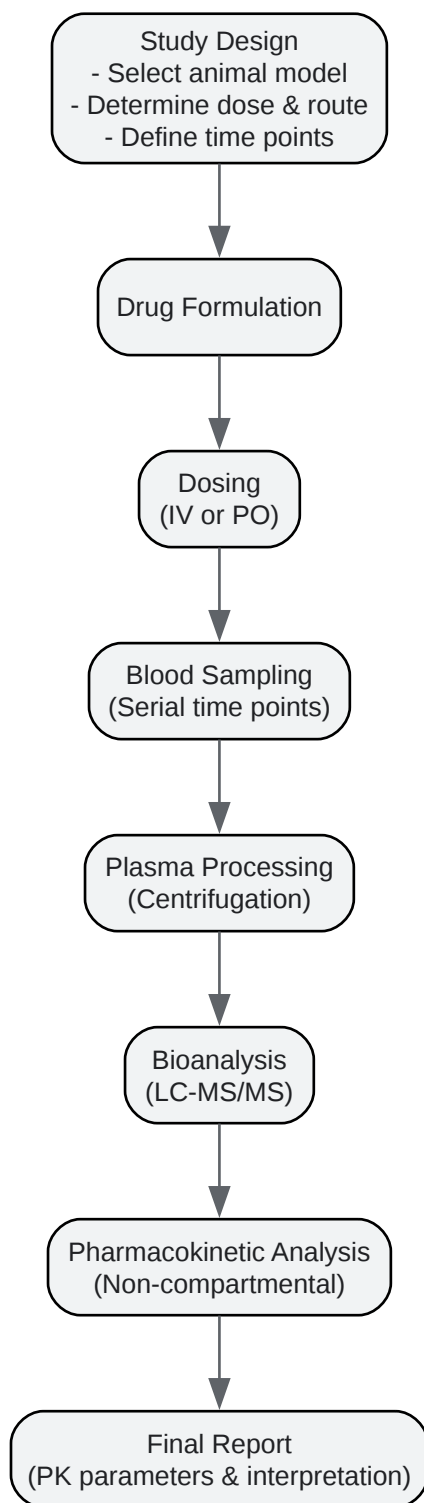 Study Design
- Select animal model
- Determine dose & route
- Define time points
Drug Formulation
Dosing
(IV or PO)
Blood Sampling
(Serial time points)
Plasma Processing
(Centrifugation)
Bioanalysis
(LC-MS/MS)
Pharmacokinetic Analysis
(Non-compartmental)
Final Report
(PK parameters & interpretation)